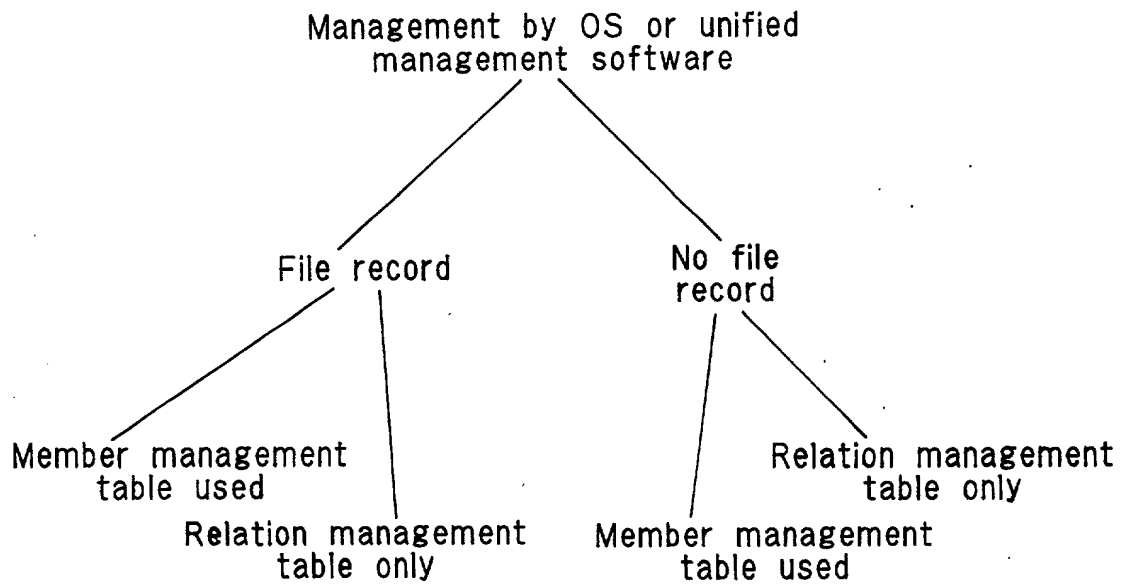 Management by OS or unified
management software
File record
No file
record
Member management
table used
Relation management
table only
Member management
table used
Relation management
table only